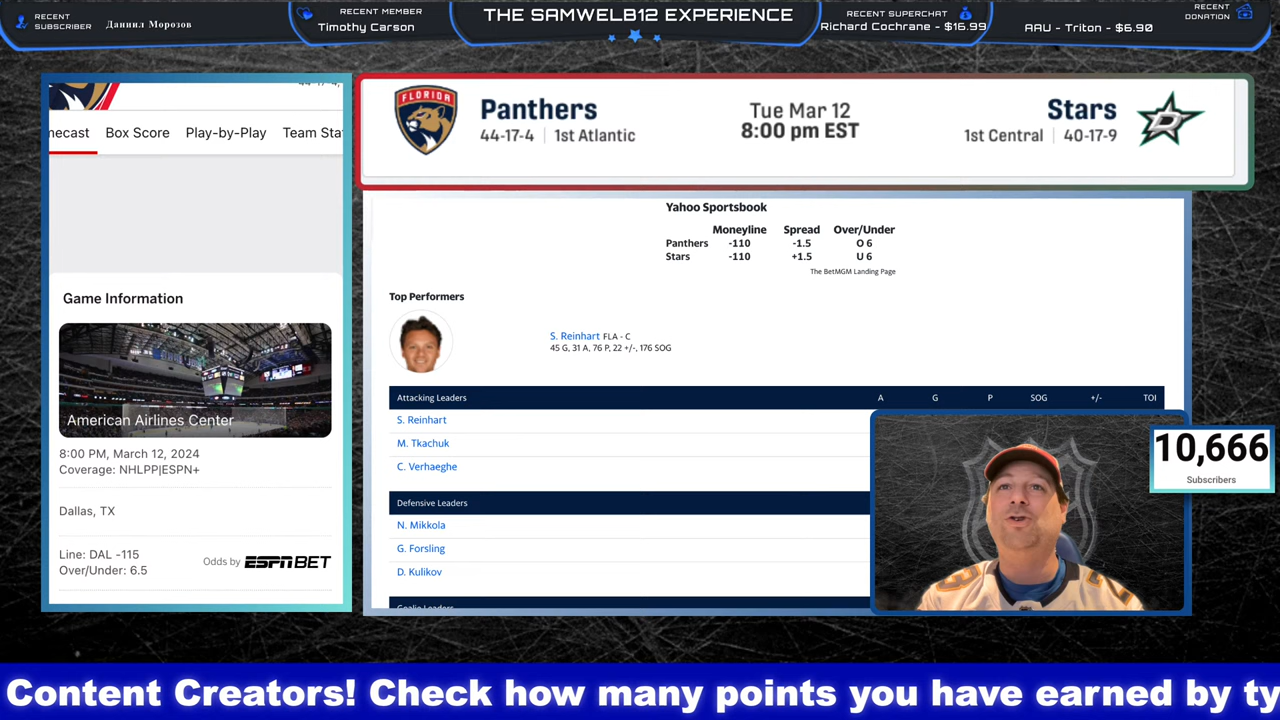 RECENT
SUBSCRIBER
Даниил Морозов
RECENT MEMBER
Timothy Carson
THE SAMWELB12 EXPERIENCE
RECENT SUPERCHAT
Richard Cochrane - $16.99
RECENT
DONATION
AAU - Triton - $6.90
mecast Box Score Play-by-Play Team Sta
Game Information
American Airlines Center
8:00 PM, March 12, 2024
Coverage: NHLPP|ESPN+
Dallas, TX
Line: DAL -115
Over/Under: 6.5
Odds by ESPN BET
FLORIDA
Panthers
44-17-4 | 1st Atlantic
Tue Mar 12
8:00 pm EST
Stars
1st Central | 40-17-9
D
Yahoo Sportsbook
Moneyline Spread Over/Under
Panthers -110 -1.5 O 6
Stars -110 +1.5 U 6
The BetMGM Landing Page
Top Performers
S. Reinhart FLA - C
45 G, 31 A, 76 P, 22 +/-, 176 SOG
Attacking Leaders A G P SOG +/- TOI
S. Reinhart
M. Tkachuk
C. Verhaeghe
Defensive Leaders
N. Mikkola
G. Forsling
D. Kulikov
Goalie Leaders
10,666
Subscribers
Content Creators! Check how many points you have earned by ty